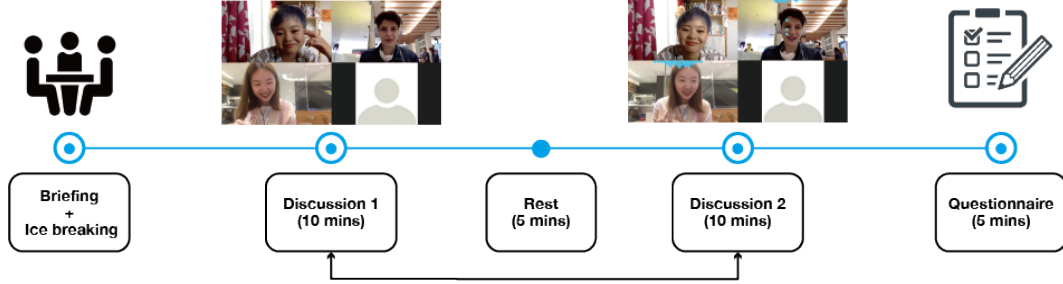 Briefing
+
Ice breaking
Discussion 1
(10 mins)
Rest
(5 mins)
Discussion 2
(10 mins)
Questionnaire
(5 mins)